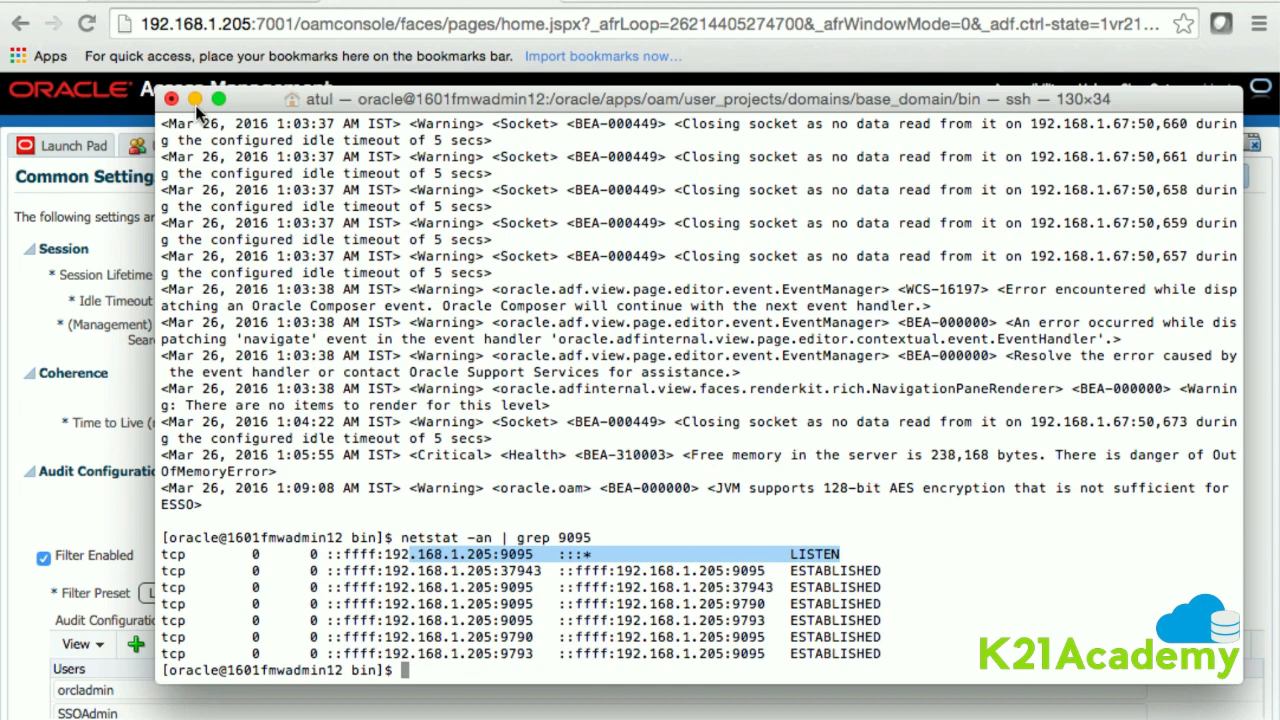 192.168.1.205:7001/oamconsole/faces/pages/home.jspx?_afrLoop=26214405274700&_afrWindowMode=0&_adf.ctrl-state=1vr21...
Apps For quick access, place your bookmarks here on the bookmarks bar. Import bookmarks now...
ORACLE
atul — oracle@1601fmwadmin12:/oracle/apps/oam/user_projects/domains/base_domain/bin — ssh — 130×34
<Mar 26, 2016 1:03:37 AM IST> <Warning> <Socket> <BEA-000449> <Closing socket as no data read from it on 192.168.1.67:50,660 durin
g the configured idle timeout of 5 secs>
<Mar 26, 2016 1:03:37 AM IST> <Warning> <Socket> <BEA-000449> <Closing socket as no data read from it on 192.168.1.67:50,661 durin
g the configured idle timeout of 5 secs>
<Mar 26, 2016 1:03:37 AM IST> <Warning> <Socket> <BEA-000449> <Closing socket as no data read from it on 192.168.1.67:50,658 durin
g the configured idle timeout of 5 secs>
<Mar 26, 2016 1:03:37 AM IST> <Warning> <Socket> <BEA-000449> <Closing socket as no data read from it on 192.168.1.67:50,659 durin
g the configured idle timeout of 5 secs>
<Mar 26, 2016 1:03:37 AM IST> <Warning> <Socket> <BEA-000449> <Closing socket as no data read from it on 192.168.1.67:50,657 durin
g the configured idle timeout of 5 secs>
<Mar 26, 2016 1:03:38 AM IST> <Warning> <oracle.adf.view.page.editor.event.EventManager> <WCS-16197> <Error encountered while disp
atching an Oracle Composer event. Oracle Composer will continue with the next event handler.>
<Mar 26, 2016 1:03:38 AM IST> <Warning> <oracle.adf.view.page.editor.event.EventManager> <BEA-000000> <An error occurred while dis
patching 'navigate' event in the event handler 'oracle.adfinternal.view.page.editor.contextual.event.EventHandler'.>
<Mar 26, 2016 1:03:38 AM IST> <Warning> <oracle.adf.view.page.editor.event.EventManager> <BEA-000000> <Resolve the error caused by
the event handler or contact Oracle Support Services for assistance.>
<Mar 26, 2016 1:03:38 AM IST> <Warning> <oracle.adfinternal.view.faces.renderkit.rich.NavigationPaneRenderer> <BEA-000000> <Warnin
g: There are no items to render for this level>
<Mar 26, 2016 1:04:22 AM IST> <Warning> <Socket> <BEA-000449> <Closing socket as no data read from it on 192.168.1.67:50,673 durin
g the configured idle timeout of 5 secs>
<Mar 26, 2016 1:05:55 AM IST> <Critical> <Health> <BEA-310003> <Free memory in the server is 238,168 bytes. There is danger of Out
OfMemoryError>
<Mar 26, 2016 1:09:08 AM IST> <Warning> <oracle.oam> <BEA-000000> <JVM supports 128-bit AES encryption that is not sufficient for
ESSO>
[oracle@1601fmwadmin12 bin]$ netstat -an | grep 9095
tcp 0 0 ::ffff:192.168.1.205:9095 :::* LISTEN
tcp 0 0 ::ffff:192.168.1.205:37943 ::ffff:192.168.1.205:9095 ESTABLISHED
tcp 0 0 ::ffff:192.168.1.205:9095 ::ffff:192.168.1.205:37943 ESTABLISHED
tcp 0 0 ::ffff:192.168.1.205:9095 ::ffff:192.168.1.205:9790 ESTABLISHED
tcp 0 0 ::ffff:192.168.1.205:9095 ::ffff:192.168.1.205:9793 ESTABLISHED
tcp 0 0 ::ffff:192.168.1.205:9790 ::ffff:192.168.1.205:9095 ESTABLISHED
tcp 0 0 ::ffff:192.168.1.205:9793 ::ffff:192.168.1.205:9095 ESTABLISHED
[oracle@1601fmwadmin12 bin]$
Launch Pad
Common Setting
The following settings ar
Session
* Session Lifetime
* Idle Timeout
* (Management)
Sear
Coherence
* Time to Live (
Audit Configuratio
Filter Enabled
* Filter Preset
Audit Configuratio
View
Users
orcladmin
SSOAdmin
K21Academy